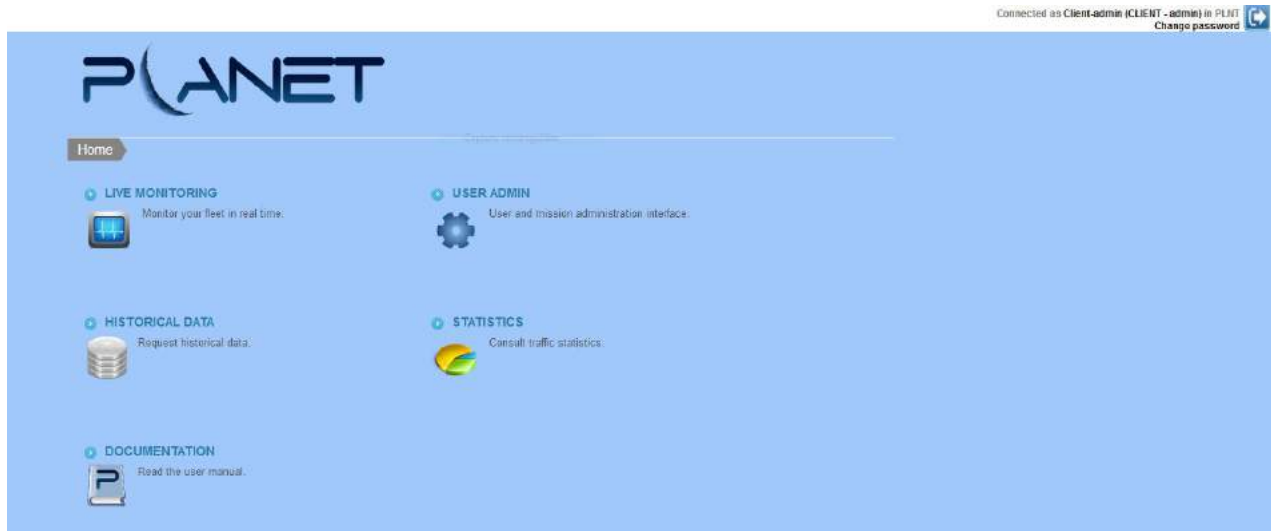 Connected as Client-admin (CLIENT - admin) in PLNT
Change password
PLANET
Home
LIVE MONITORING
Monitor your fleet in real time.
USER ADMIN
User and mission administration interface.
HISTORICAL DATA
Request historical data.
STATISTICS
Consult traffic statistics.
DOCUMENTATION
Read the user manual.
P